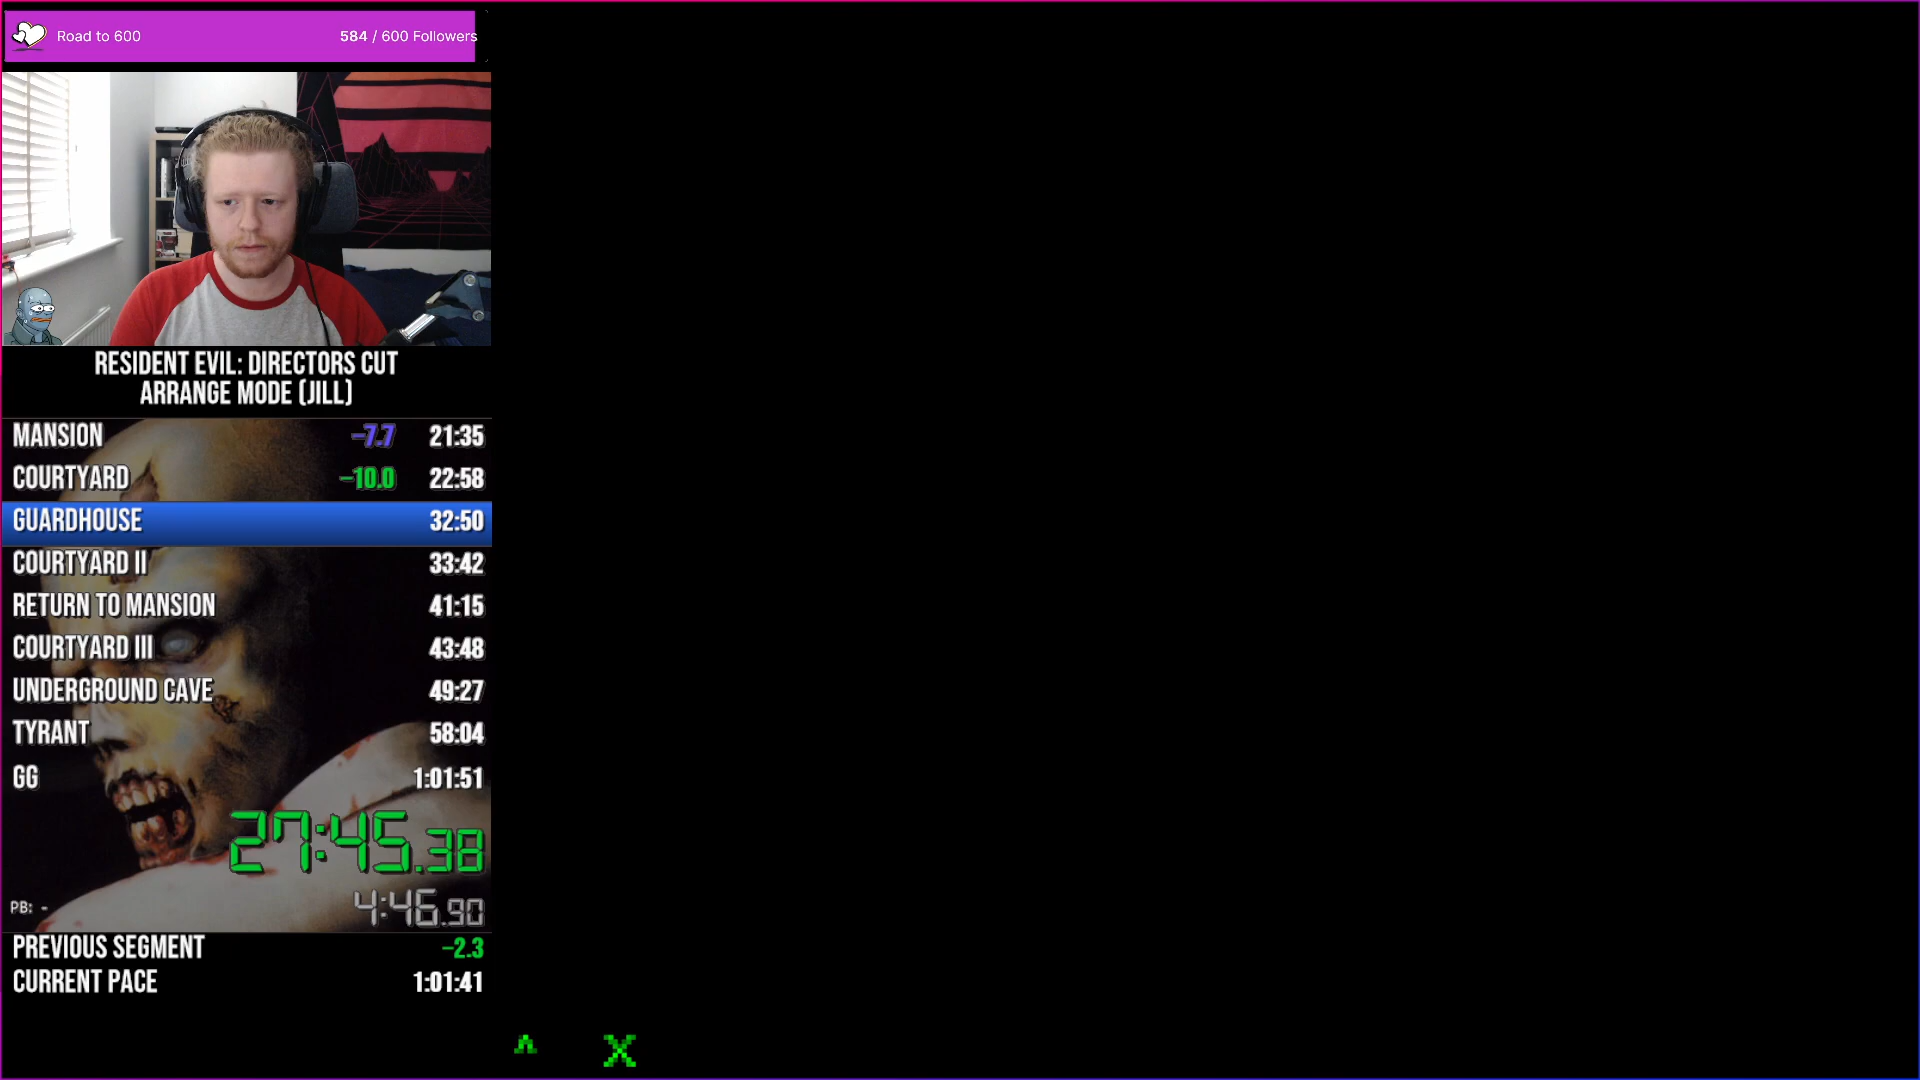 Road to 600 584 / 600 Followers
RESIDENT EVIL: DIRECTORS CUT
ARRANGE MODE (JILL)
MANSION −7.7 21:35
COURTYARD −10.0 22:58
GUARDHOUSE 32:50
COURTYARD II 33:42
RETURN TO MANSION 41:15
COURTYARD III 43:48
UNDERGROUND CAVE 49:27
TYRANT 58:04
GG 1:01:51
27:45.38
PB: - 4:46.90
PREVIOUS SEGMENT −2.3
CURRENT PACE 1:01:41
^ X